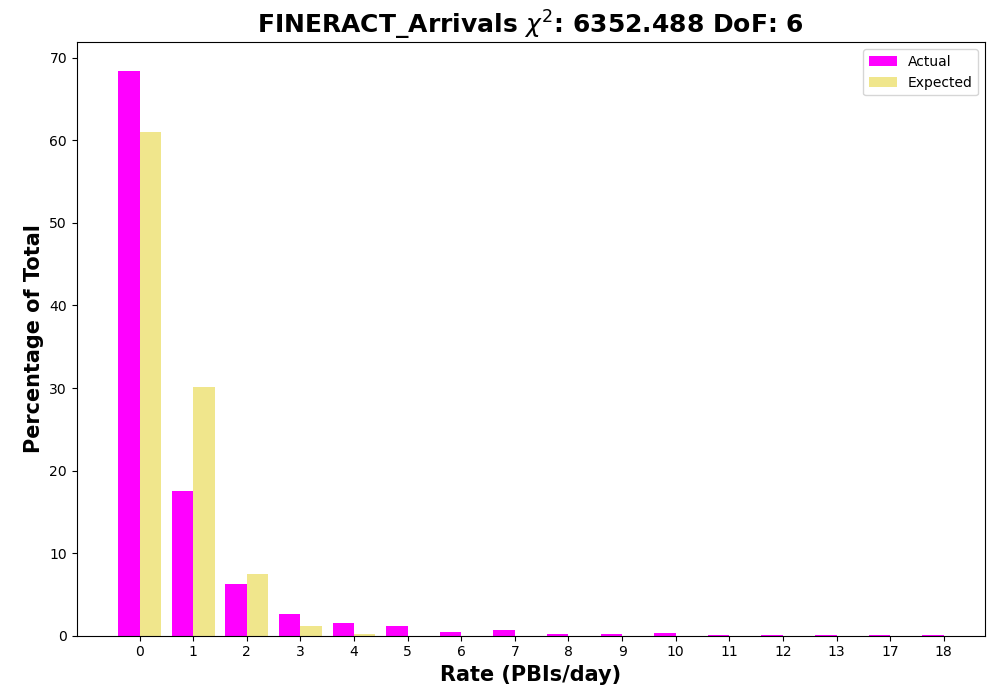 FINERACT_Arrivals χ²: 6352.488 DoF: 6
Actual
Expected
70
60
50
40
30
20
10
0
Percentage of Total
0 1 2 3 4 5 6 7 8 9 10 11 12 13 17 18
Rate (PBIs/day)